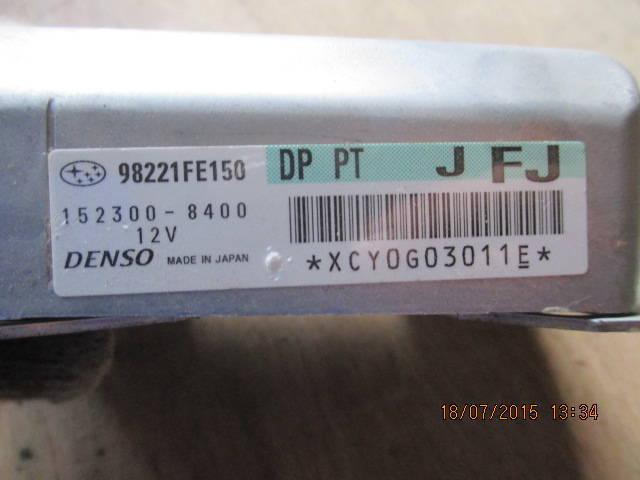 98221FE150 DP PT J FJ
152300-8400
12V
DENSO MADE IN JAPAN
*XCY0G03011E*
18/07/2015 13:34